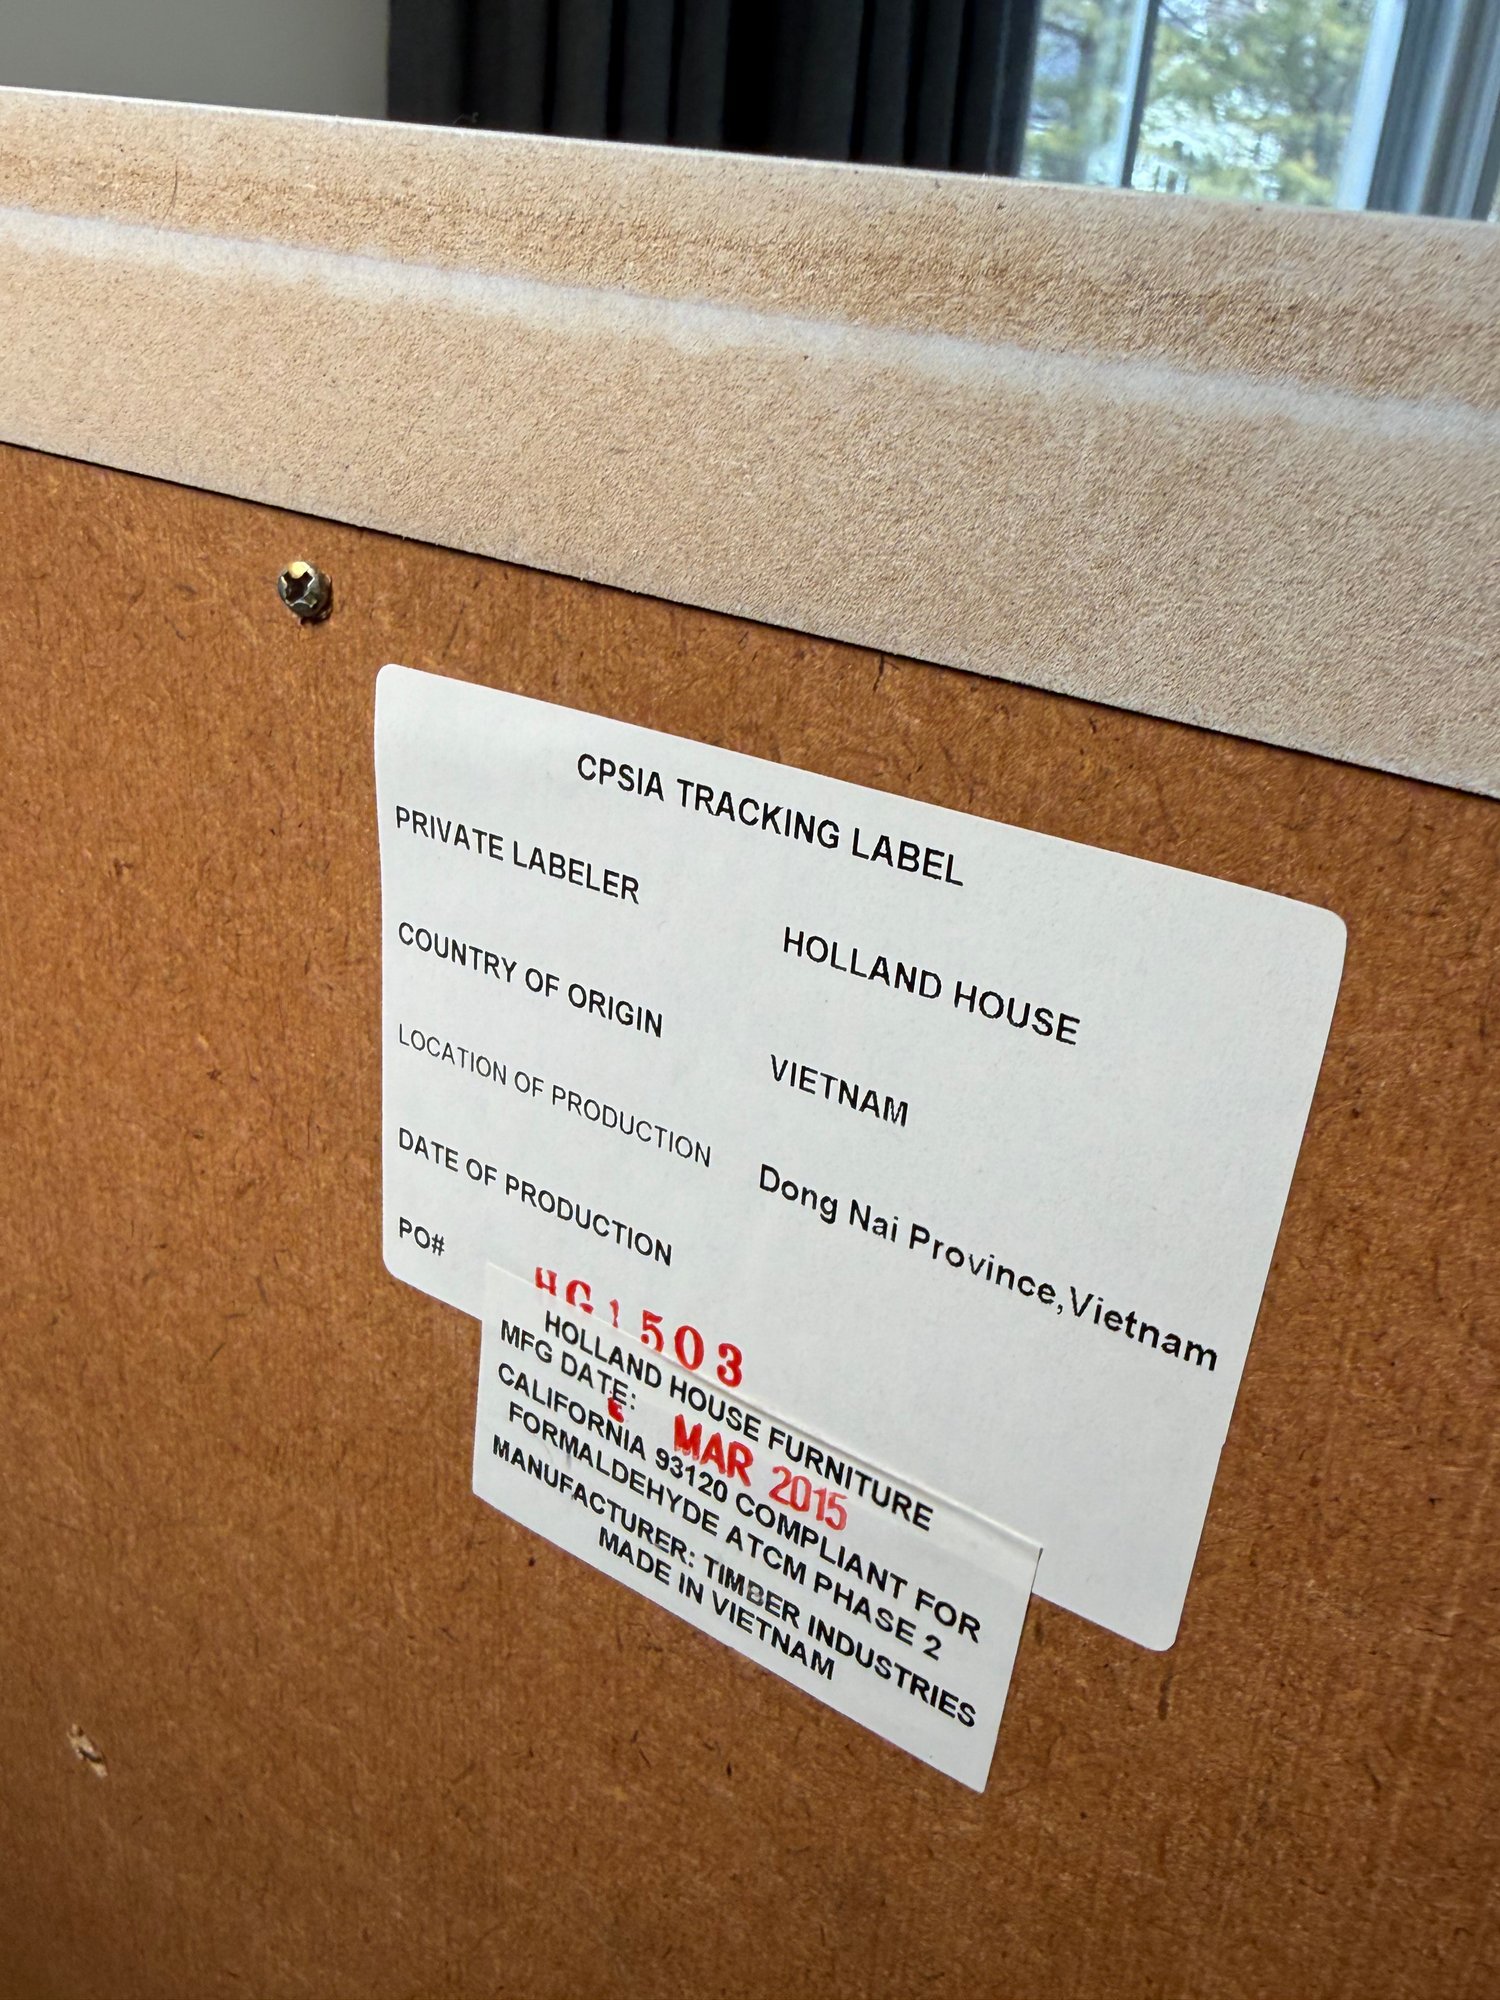 CPSIA TRACKING LABEL
PRIVATE LABELER HOLLAND HOUSE
COUNTRY OF ORIGIN VIETNAM
LOCATION OF PRODUCTION Dong Nai Province,Vietnam
DATE OF PRODUCTION
PO# HG1503
HOLLAND HOUSE FURNITURE
MFG DATE: MAR 2015
CALIFORNIA 93120 COMPLIANT FOR
FORMALDEHYDE ATCM PHASE 2
MANUFACTURER: TIMBER INDUSTRIES
MADE IN VIETNAM